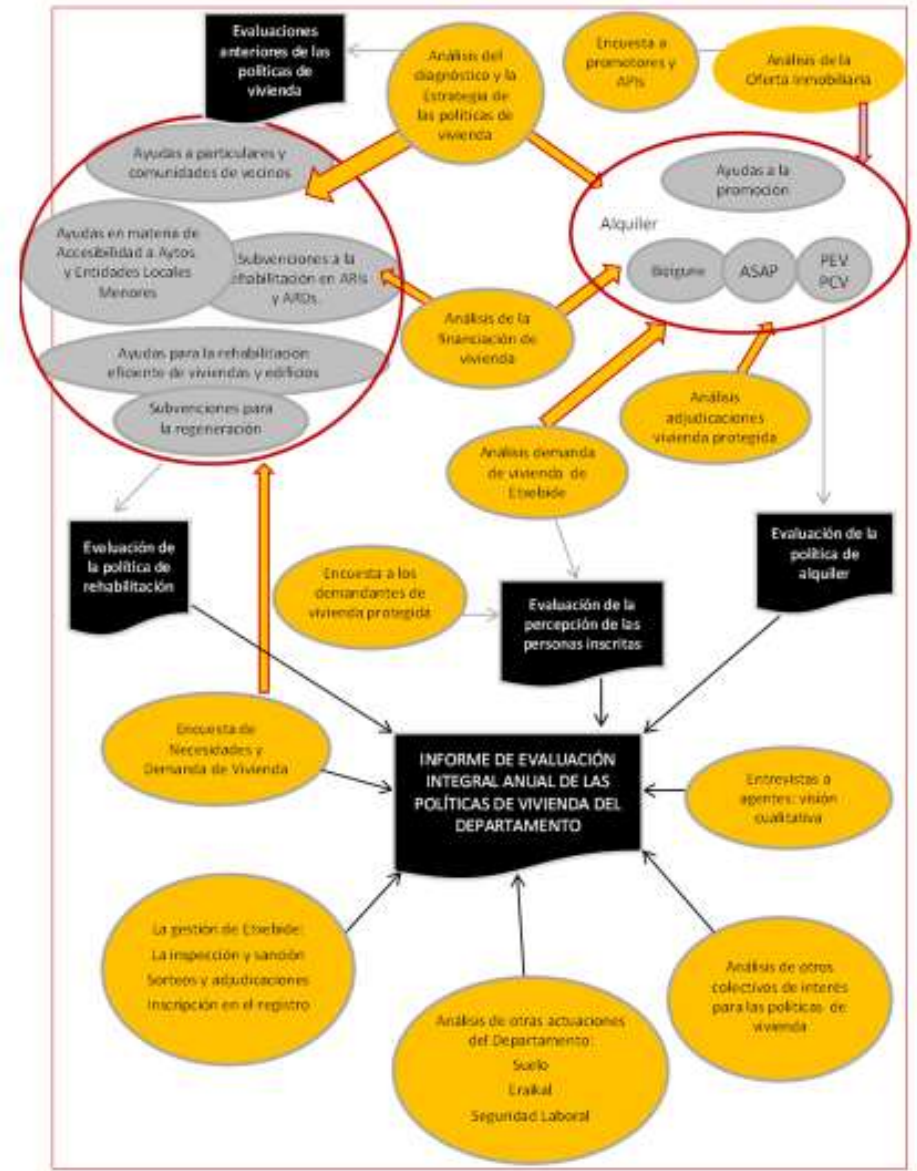 Evaluaciones
anteriores de las
políticas de
vivienda
Análisis del
diagnóstico y la
Estrategia de
las políticas de
vivienda
Encuesta a
promotores y
APIs
Análisis de la
Oferta Inmobiliaria
Ayudas a particulares y
comunidades de vecinos
Ayudas a la
promoción
Alquiler
Ayudas en materia de
Accesibilidad a Aytos
y Entidades Locales
Menores
Subvenciones a la
rehabilitación en ARIs
y ARDs
Bizigune
ASAP
PEV
PCV
Análisis de la
financiación de
vivienda
Ayudas para la rehabilitación
eficiente de viviendas y edificios
Subvenciones para
la regeneración
Análisis
adjudicaciones
vivienda protegida
Análisis demanda
de vivienda de
Etxebide
Evaluación de
la política de
rehabilitación
Evaluación de la
política de
alquiler
Encuesta a los
demandantes de
vivienda protegida
Evaluación de la
percepción de las
personas inscritas
Encuesta de
Necesidades y
Demanda de Vivienda
INFORME DE EVALUACIÓN
INTEGRAL ANUAL DE LAS
POLÍTICAS DE VIVIENDA DEL
DEPARTAMENTO
Entrevistas a
agentes: visión
cualitativa
La gestión de Etxebide:
La inspección y sanción
Sorteos y adjudicaciones
Inscripción en el registro
Análisis de otras actuaciones
del Departamento:
Suelo
Eraikal
Seguridad Laboral
Análisis de otros
colectivos de interés
para las políticas de
vivienda